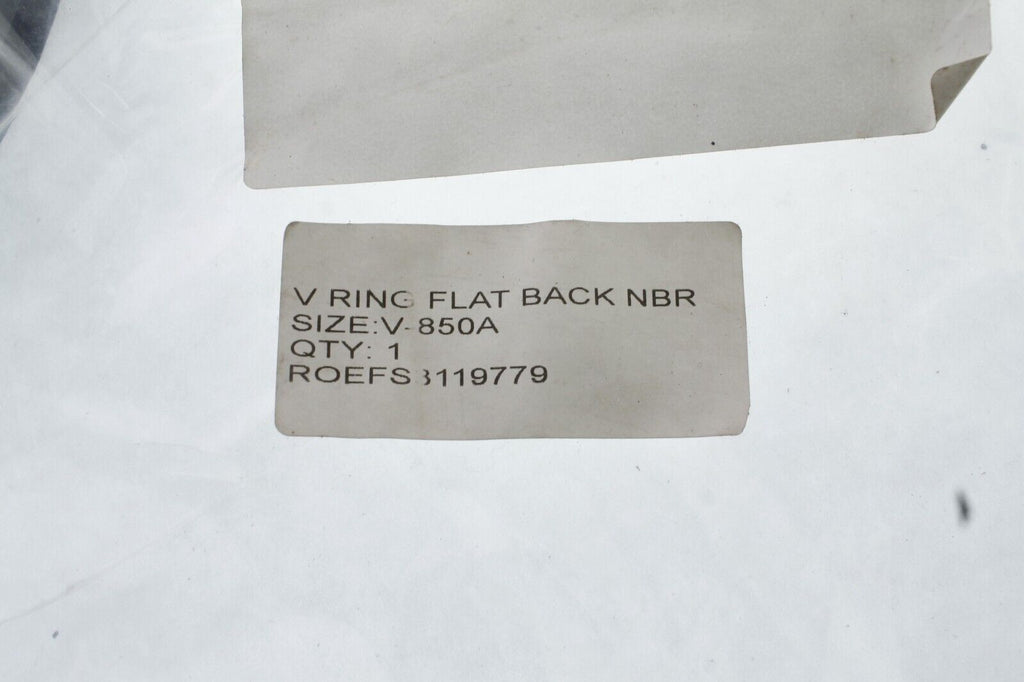 V RING FLAT BACK NBR
SIZE:V-850A
QTY: 1
ROEFS 3119779